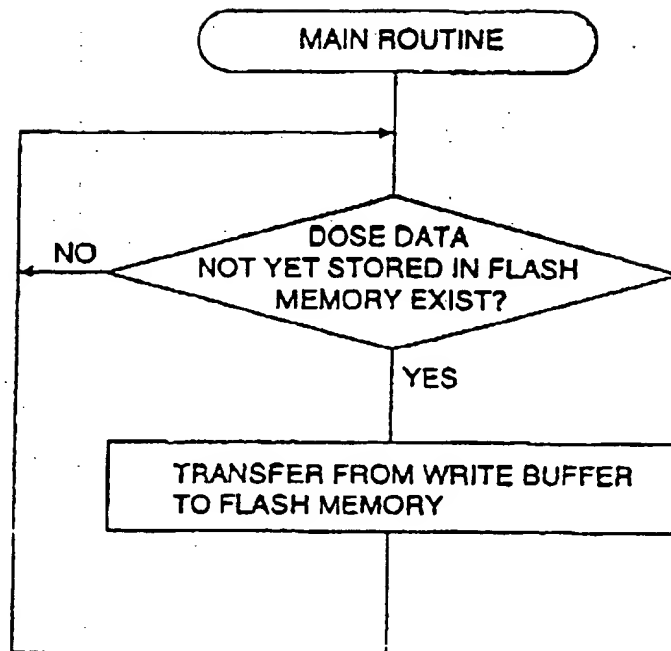 MAIN ROUTINE
DOSE DATA
NO
NOT YET STORED IN FLASH
MEMORY EXIST?
YES
TRANSFER FROM WRITE BUFFER
TO FLASH MEMORY